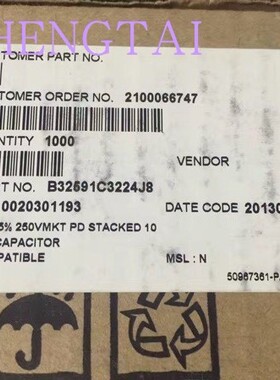 HENGTAI
TOMER PART NO.
TOMER ORDER NO. 2100066747
NTITY 1000
VENDOR
T NO. B32591C3224J8
0020301193 DATE CODE 20130
5% 250VMKT PD STACKED 10
CAPACITOR
PATIBLE
MSL : N
50967361-P